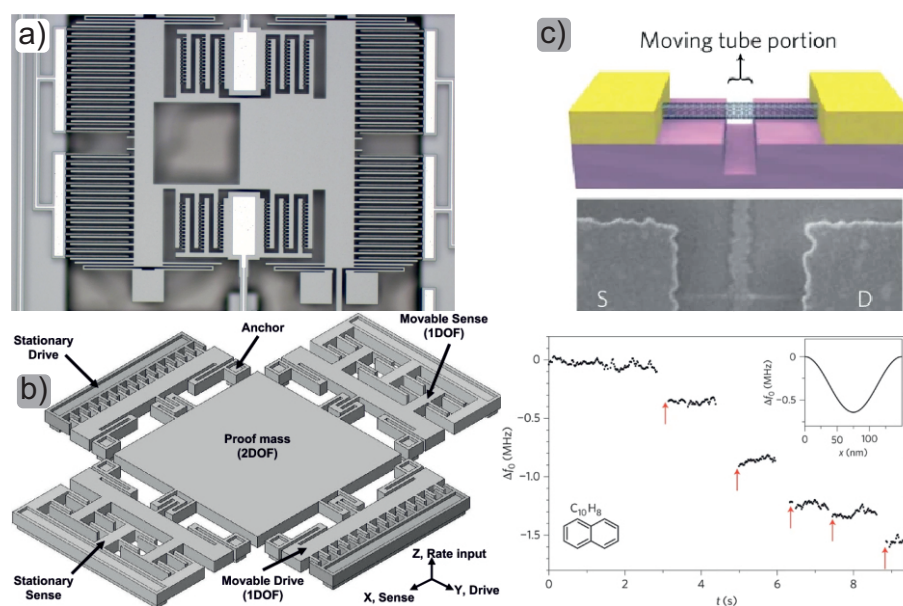 a)
c)
Moving tube portion
S
D
b)
Stationary
Drive
Anchor
Movable Sense
(1DOF)
Proof mass
(2DOF)
Stationary
Sense
Movable Drive
(1DOF)
Z, Rate input
X, Sense
Y, Drive
0
−0.5
−1.0
−1.5
Δf₀ (MHz)
0
2
4
6
8
t (s)
C₁₀H₈
0
−0.5
Δf₀ (MHz)
0
100
x (nm)